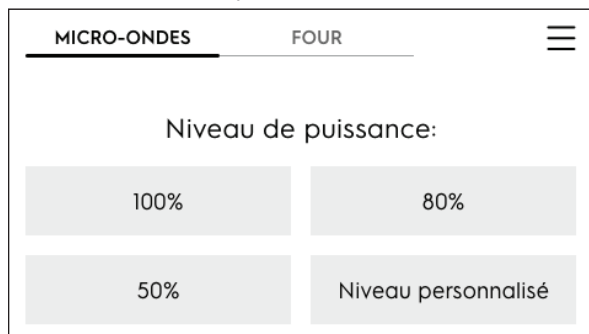 MICRO-ONDES FOUR
Niveau de puissance:
100% 80%
50% Niveau personnalisé